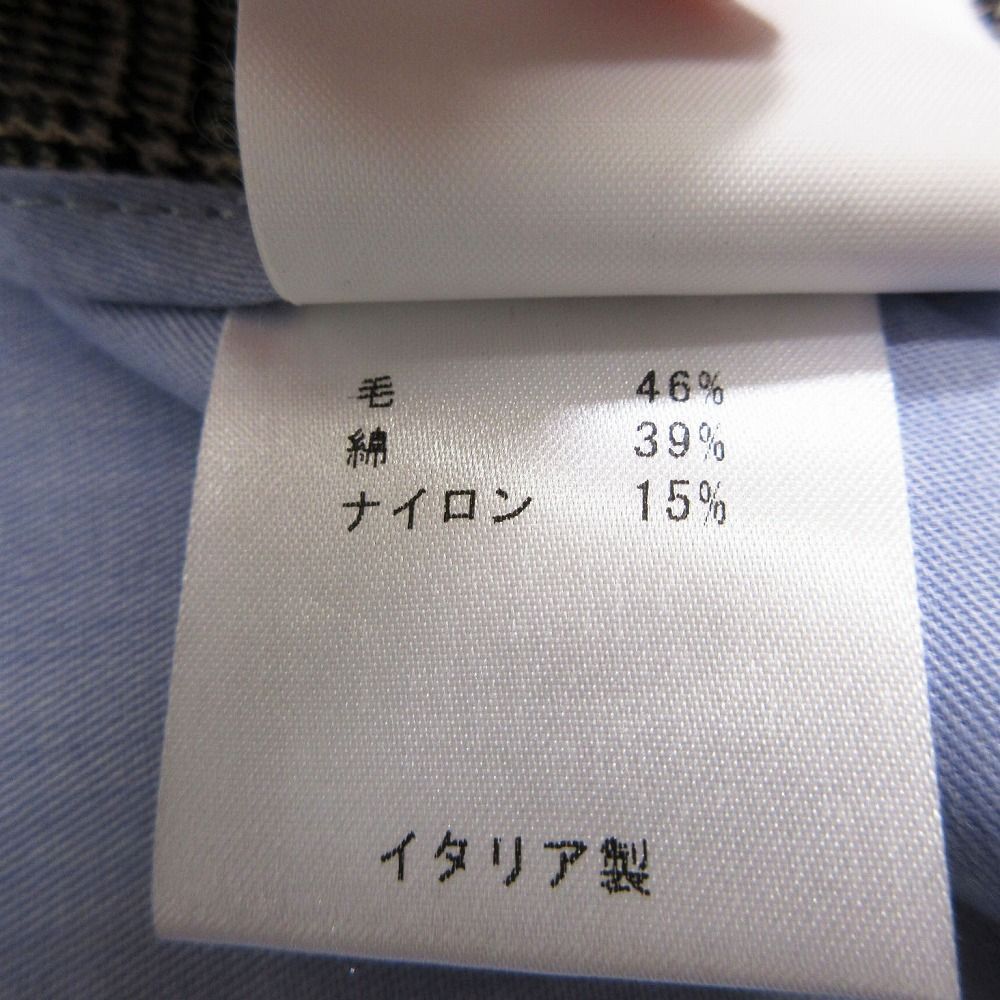 毛 46%
綿 39%
ナイロン 15%
イタリア製